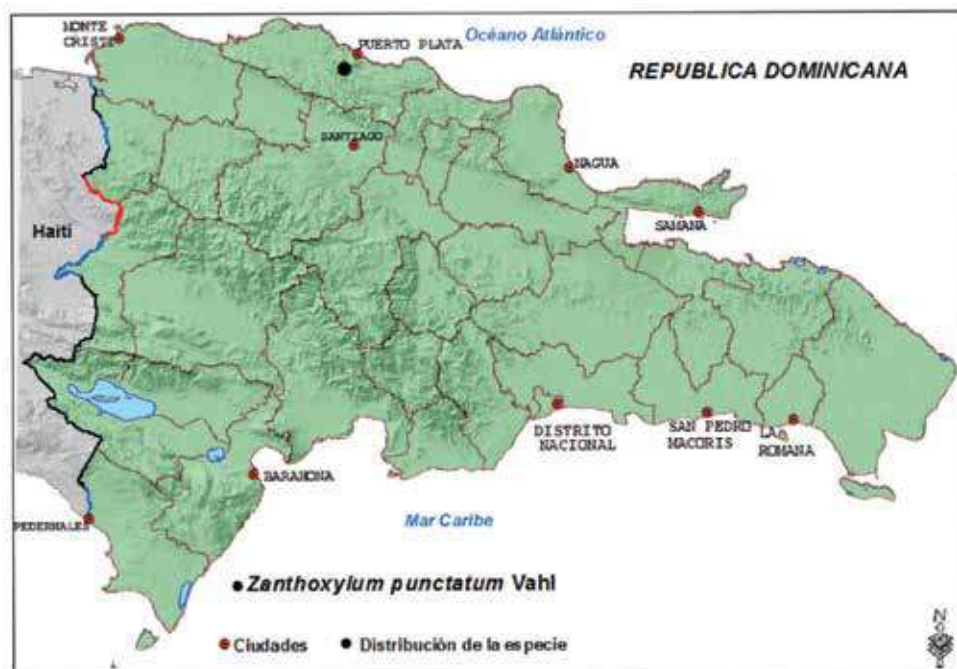 MONTE
CRISTI
PUERTO PLATA
Océano Atlántico
REPUBLICA DOMINICANA
SANTIAGO
NAGUA
SAMANA
Haití
DISTRITO
NACIONAL
SAN PEDRO
MACORIS
LA
ROMANA
BARAHONA
PEDERNALES
Mar Caribe
Zanthoxylum punctatum Vahl
Ciudades
Distribución de la especie
N